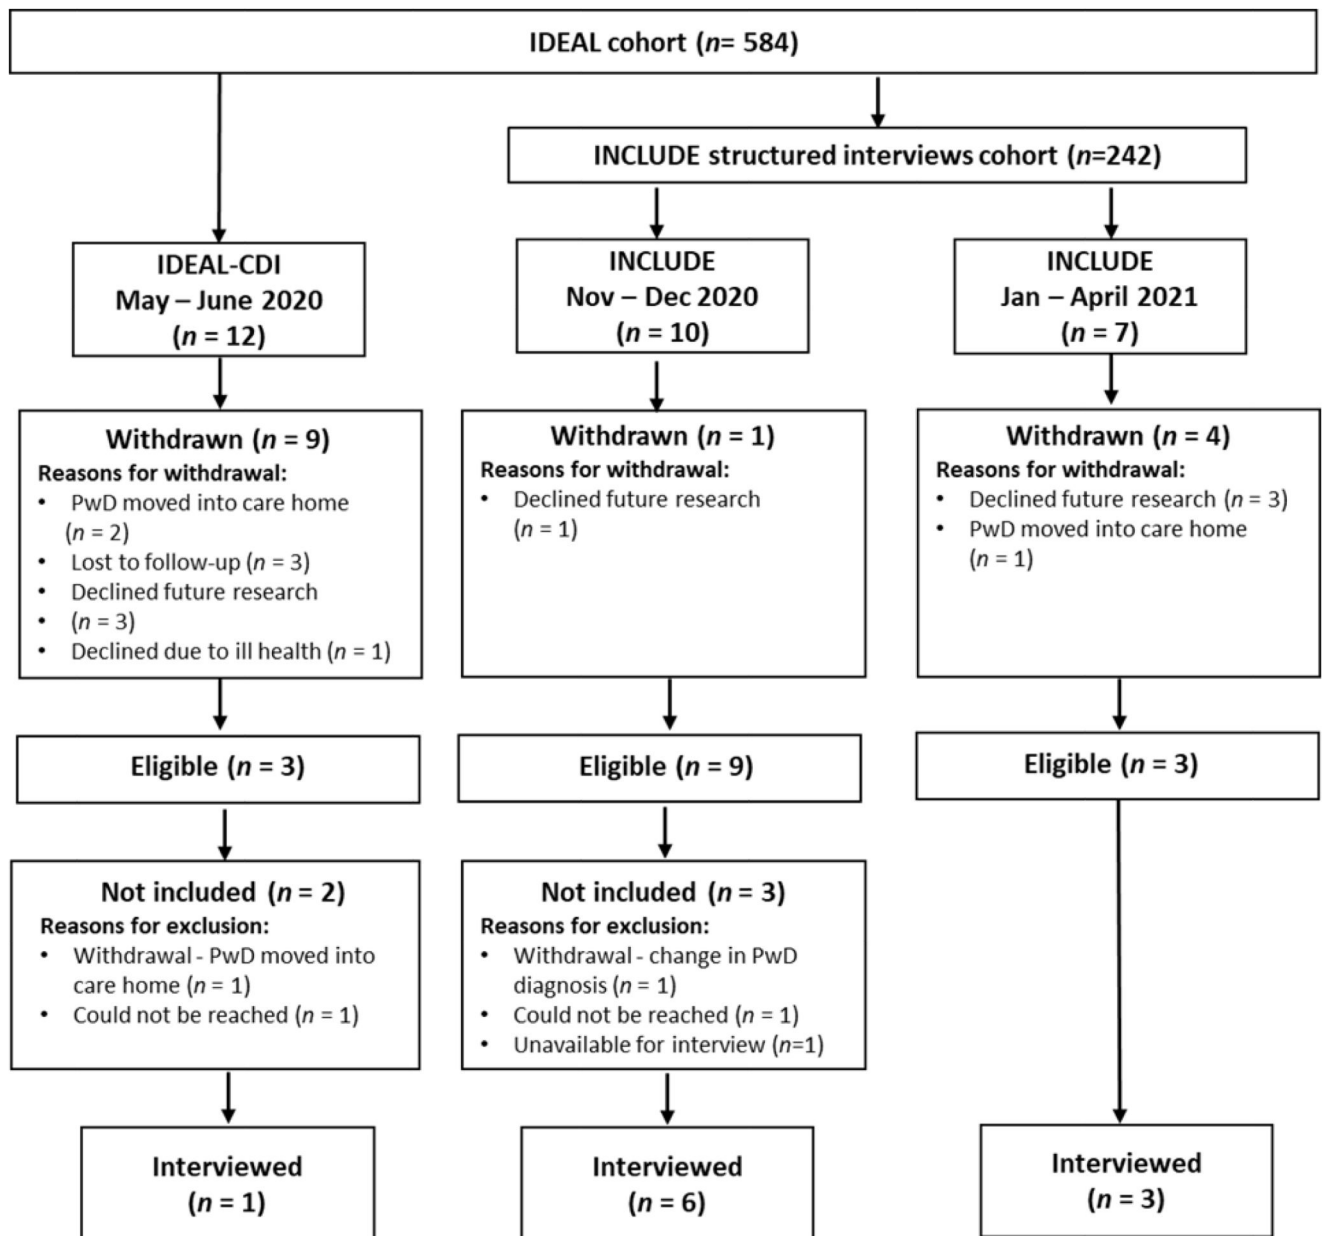 IDEAL cohort (n= 584)
INCLUDE structured interviews cohort (n=242)
IDEAL-CDI
May – June 2020
(n = 12)
INCLUDE
Nov – Dec 2020
(n = 10)
INCLUDE
Jan – April 2021
(n = 7)
Withdrawn (n = 9)
Reasons for withdrawal:
• PwD moved into care home
(n = 2)
• Lost to follow-up (n = 3)
• Declined future research
• (n = 3)
• Declined due to ill health (n = 1)
Withdrawn (n = 1)
Reasons for withdrawal:
• Declined future research
(n = 1)
Withdrawn (n = 4)
Reasons for withdrawal:
• Declined future research (n = 3)
• PwD moved into care home
(n = 1)
Eligible (n = 3)
Eligible (n = 9)
Eligible (n = 3)
Not included (n = 2)
Reasons for exclusion:
• Withdrawal - PwD moved into
care home (n = 1)
• Could not be reached (n = 1)
Not included (n = 3)
Reasons for exclusion:
• Withdrawal - change in PwD
diagnosis (n = 1)
• Could not be reached (n = 1)
• Unavailable for interview (n=1)
Interviewed
(n = 1)
Interviewed
(n = 6)
Interviewed
(n = 3)